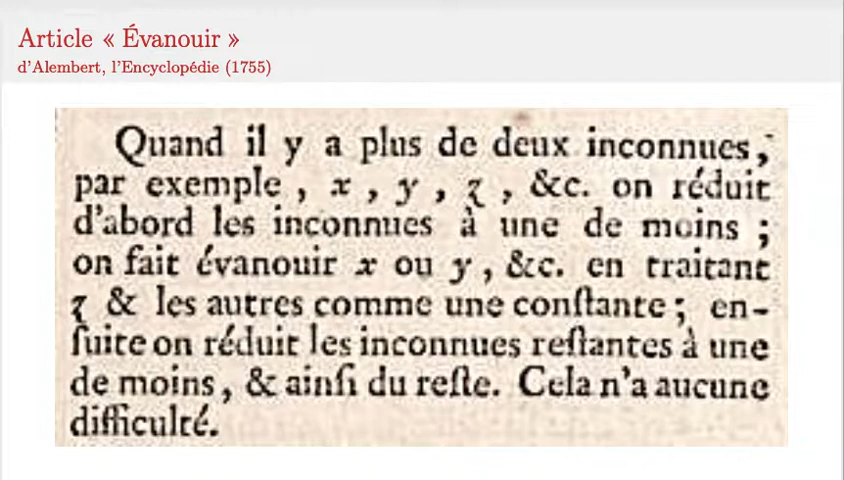 Article « Évanouir »
d'Alembert, l'Encyclopédie (1755)
Quand il y a plus de deux inconnues,
par exemple, x, y, z, &c. on réduit
d'abord les inconnues à une de moins ;
on fait évanouir x ou y, &c. en traitant
z & les autres comme une conſtante ; en-
ſuite on réduit les inconnues reſtantes à une
de moins, & ainſi du reſte. Cela n'a aucune
difficulté.